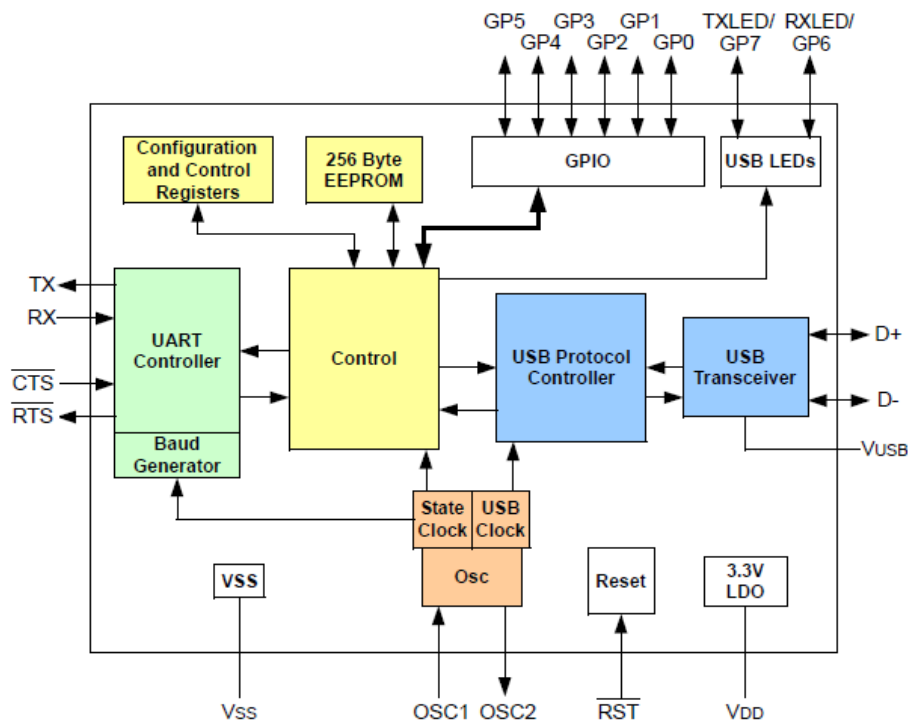 GP5 GP3 GP1 TXLED/ RXLED/
GP4 GP2 GP0 GP7 GP6
Configuration
and Control
Registers
256 Byte
EEPROM
GPIO
USB LEDs
TX
RX
CTS
RTS
UART
Controller
Baud
Generator
Control
USB Protocol
Controller
USB
Transceiver
D+
D-
VUSB
State
Clock
USB
Clock
Osc
VSS
Reset
3.3V
LDO
VSS
OSC1
OSC2
RST
VDD